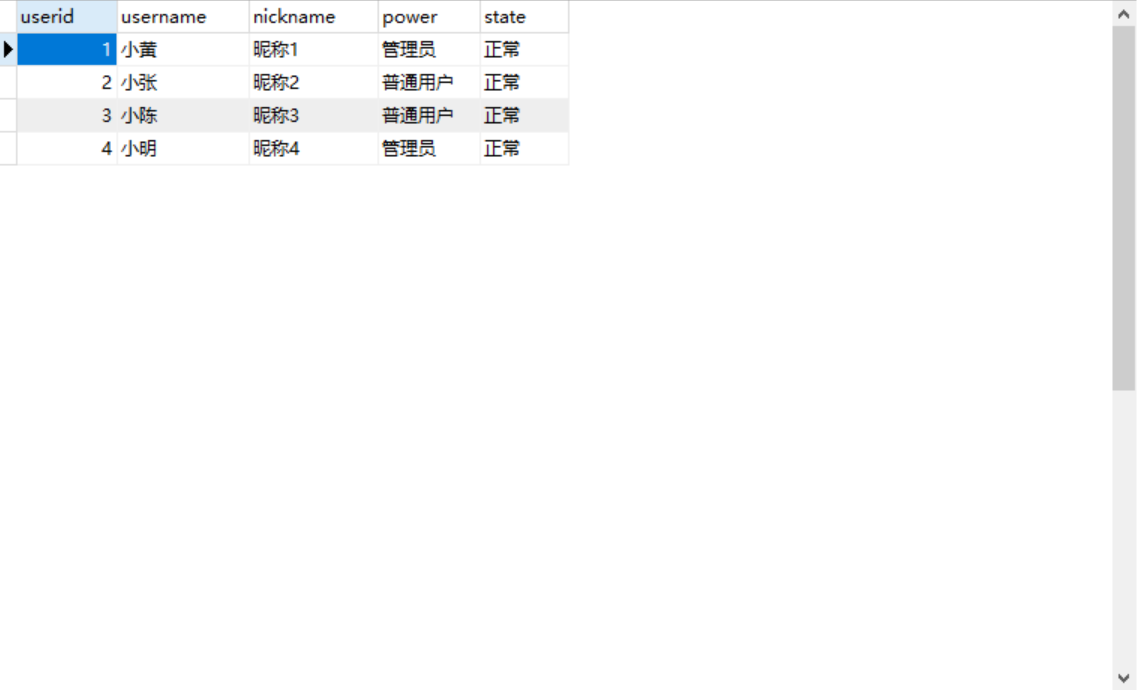 userid username nickname power state
1 小黄 昵称1 管理员 正常
2 小张 昵称2 普通用户 正常
3 小陈 昵称3 普通用户 正常
4 小明 昵称4 管理员 正常